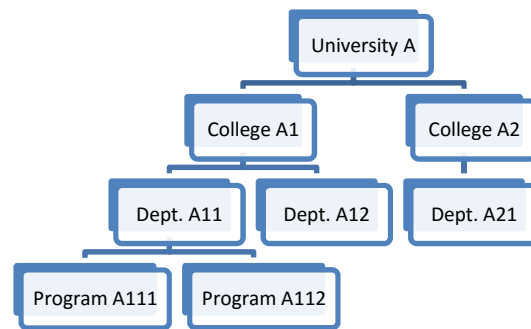 University A
College A1
College A2
Dept. A11
Dept. A12
Dept. A21
Program A111
Program A112